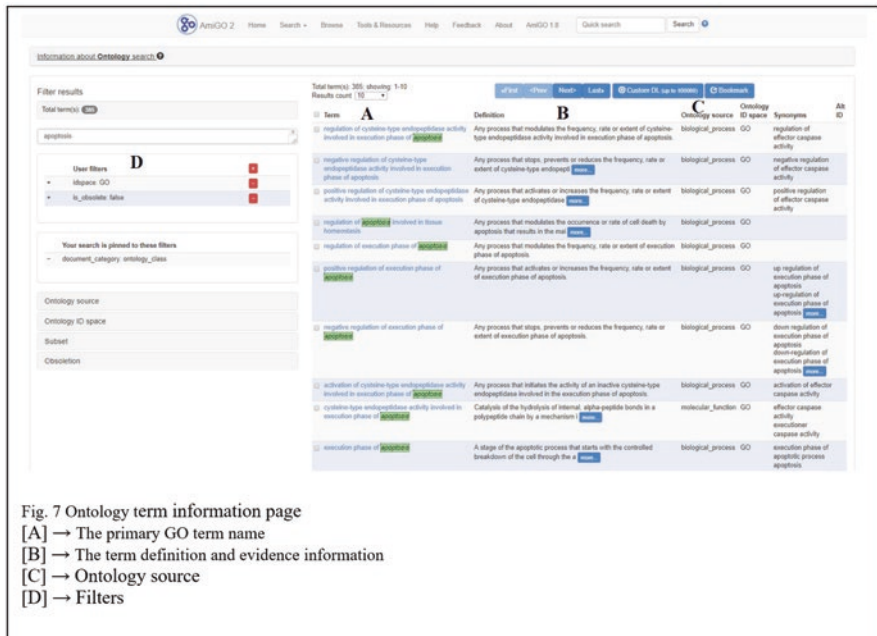 AmiGO 2 Home Search Browse Tools & Resources Help Feedback About AmiGO 1.8 Quick search Search
Information about Ontology search
Filter results
Total term(s): 385
apoptosis
D
User filters
+ idspace: GO -
+ is_obsolete: false -
Your search is pinned to these filters
- document_category: ontology_class
Ontology source
Ontology ID space
Subset
Obsoletion
Total term(s): 385; showing: 1-10
Results count 10
«First <Prev Next> Last» Custom DL (up to 100000) Bookmark
A B C
Term Definition Ontology source Ontology ID space Synonyms Alt ID
regulation of cysteine-type endopeptidase activity involved in execution phase of apoptosis
Any process that modulates the frequency, rate or extent of cysteine-type endopeptidase activity involved in execution phase of apoptosis.
biological_process GO
regulation of effector caspase activity
negative regulation of cysteine-type endopeptidase activity involved in execution phase of apoptosis
Any process that stops, prevents or reduces the frequency, rate or extent of cysteine-type endopepti more...
biological_process GO
negative regulation of effector caspase activity
positive regulation of cysteine-type endopeptidase activity involved in execution phase of apoptosis
Any process that activates or increases the frequency, rate or extent of cysteine-type endopeptidase more...
biological_process GO
positive regulation of effector caspase activity
regulation of apoptosis involved in tissue homeostasis
Any process that modulates the occurrence or rate of cell death by apoptosis that results in the mai more...
biological_process GO
regulation of execution phase of apoptosis
Any process that modulates the frequency, rate or extent of execution phase of apoptosis.
biological_process GO
positive regulation of execution phase of apoptosis
Any process that activates or increases the frequency, rate or extent of execution phase of apoptosis.
biological_process GO
up regulation of execution phase of apoptosis
up-regulation of execution phase of apoptosis more...
negative regulation of execution phase of apoptosis
Any process that stops, prevents or reduces the frequency, rate or extent of execution phase of apoptosis.
biological_process GO
down regulation of execution phase of apoptosis
down-regulation of execution phase of apoptosis more...
activation of cysteine-type endopeptidase activity involved in execution phase of apoptosis
Any process that initiates the activity of an inactive cysteine-type endopeptidase involved in the execution phase of apoptosis.
biological_process GO
activation of effector caspase activity
cysteine-type endopeptidase activity involved in execution phase of apoptosis
Catalysis of the hydrolysis of internal, alpha-peptide bonds in a polypeptide chain by a mechanism i more...
molecular_function GO
effector caspase activity
executioner caspase activity
execution phase of apoptosis
A stage of the apoptotic process that starts with the controlled breakdown of the cell through the a more...
biological_process GO
execution phase of apoptotic process
apoptosis
Fig. 7 Ontology term information page
[A] → The primary GO term name
[B] → The term definition and evidence information
[C] → Ontology source
[D] → Filters